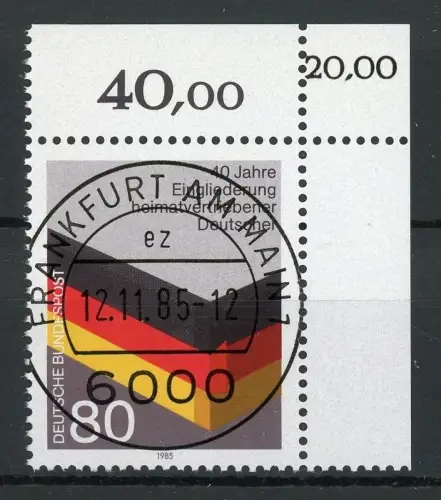 40,00
20,00
40 Jahre
Eingliederung
heimatvertriebener
Deutscher
FRANKFURT AM MAIN 1
ez
12.11.85-12
6000
DEUTSCHE BUNDESPOST
80
1985